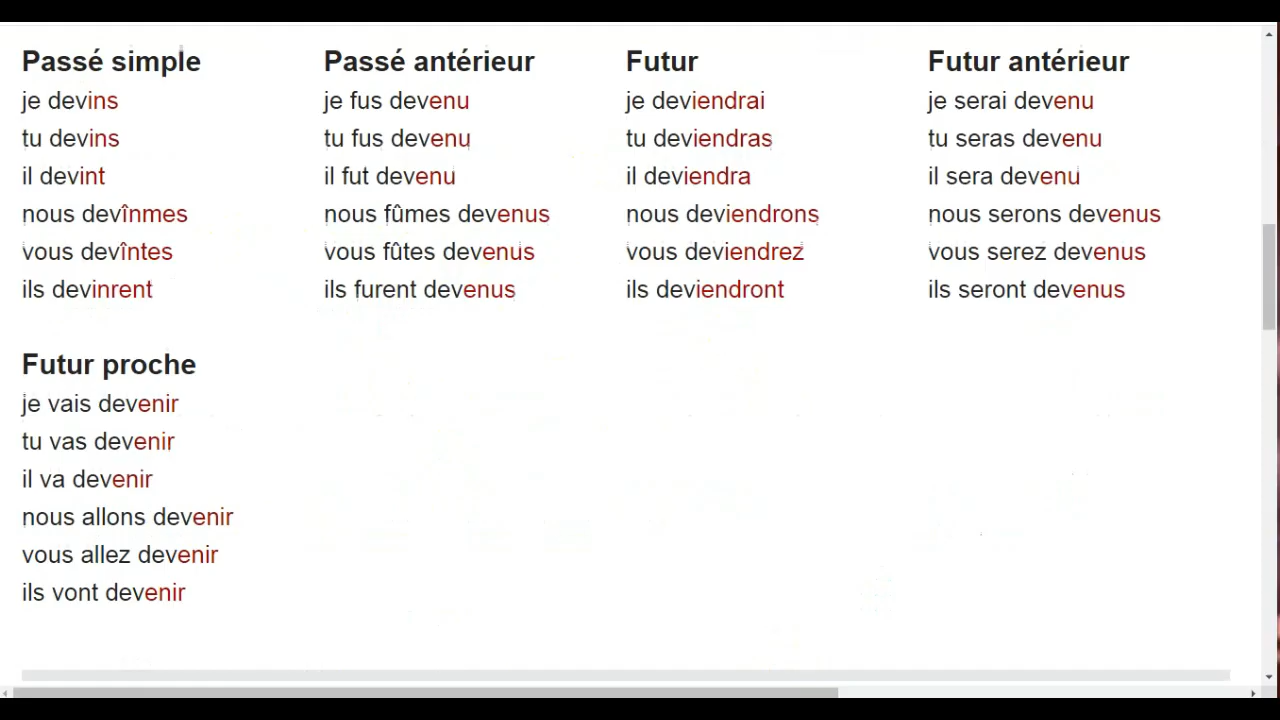 Passé simple
je devins
tu devins
il devint
nous devînmes
vous devîntes
ils devinrent
Passé antérieur
je fus devenu
tu fus devenu
il fut devenu
nous fûmes devenus
vous fûtes devenus
ils furent devenus
Futur
je deviendrai
tu deviendras
il deviendra
nous deviendrons
vous deviendrez
ils deviendront
Futur antérieur
je serai devenu
tu seras devenu
il sera devenu
nous serons devenus
vous serez devenus
ils seront devenus
Futur proche
je vais devenir
tu vas devenir
il va devenir
nous allons devenir
vous allez devenir
ils vont devenir